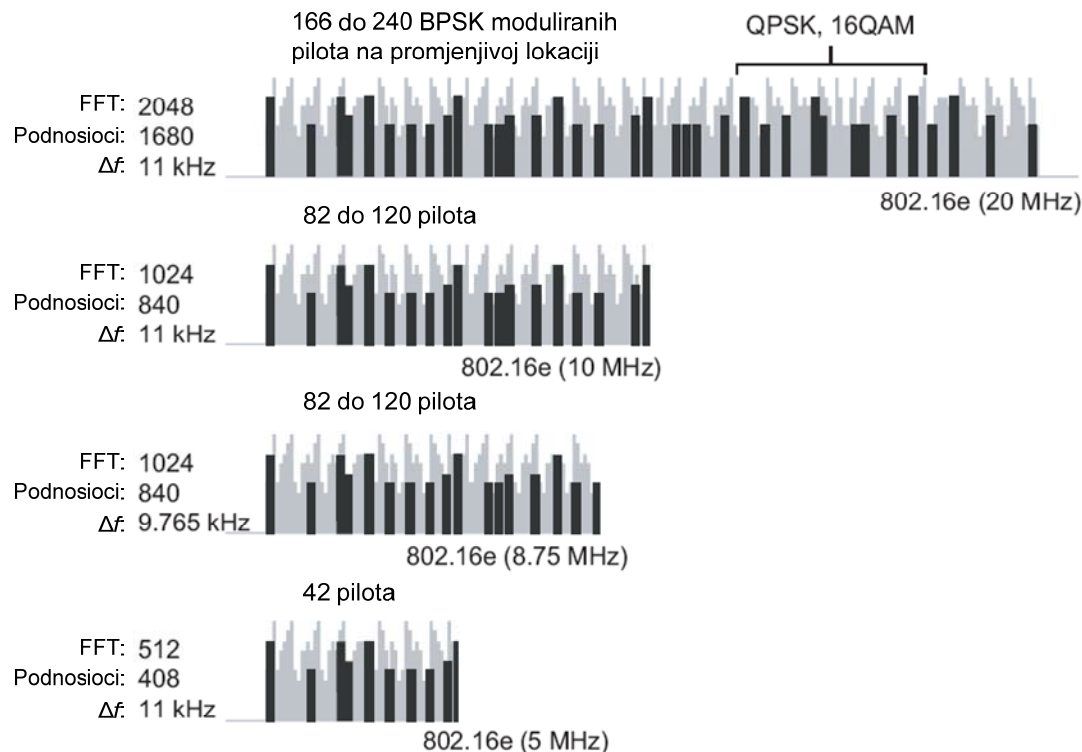 166 do 240 BPSK moduliranih
pilota na promjenjivoj lokaciji
QPSK, 16QAM
FFT: 2048
Podnosioci: 1680
Δf: 11 kHz
802.16e (20 MHz)
82 do 120 pilota
FFT: 1024
Podnosioci: 840
Δf: 11 kHz
802.16e (10 MHz)
82 do 120 pilota
FFT: 1024
Podnosioci: 840
Δf: 9.765 kHz
802.16e (8.75 MHz)
42 pilota
FFT: 512
Podnosioci: 408
Δf: 11 kHz
802.16e (5 MHz)